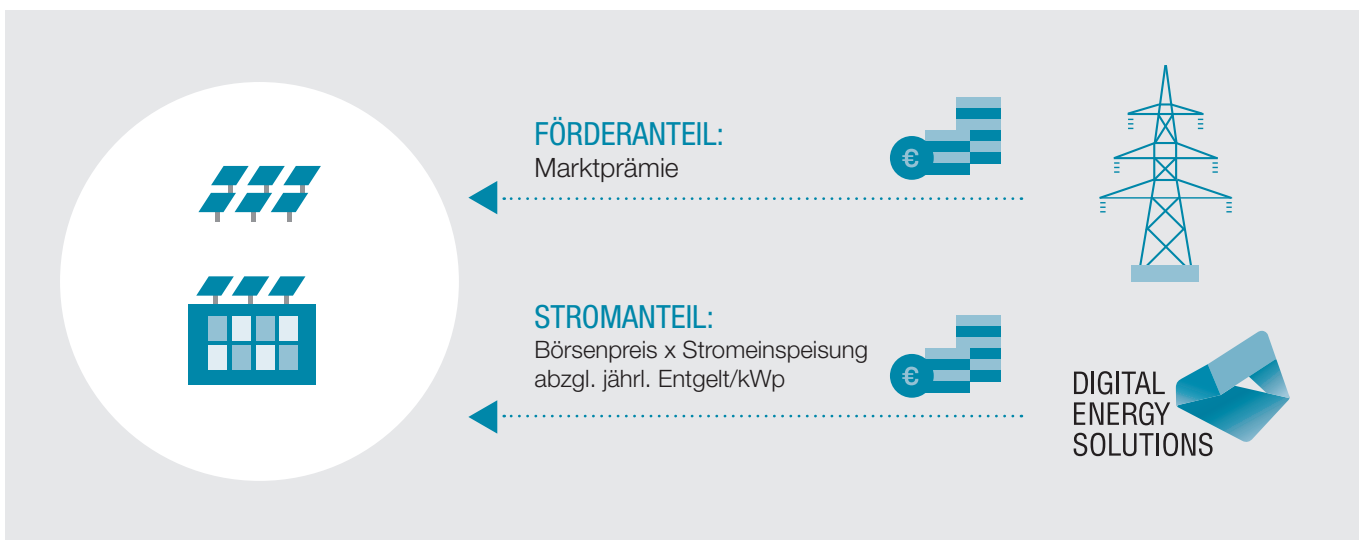 FÖRDERANTEIL:
Marktprämie
€
STROMANTEIL:
Börsenpreis x Stromeinspeisung
abzgl. jährl. Entgelt/kWp
€
DIGITAL
ENERGY
SOLUTIONS